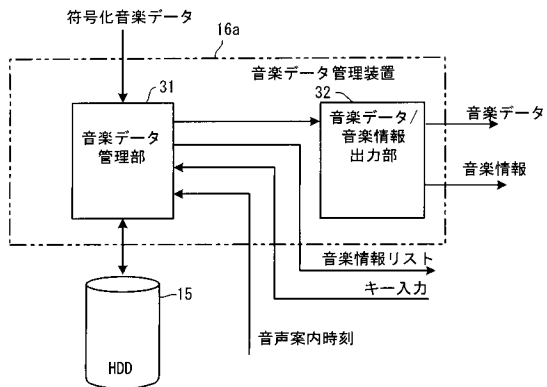 符号化音楽データ
16a
音楽データ管理装置
31
音楽データ
管理部
32
音楽データ/
音楽情報
出力部
音楽データ
音楽情報
音楽情報リスト
キー入力
15
音声案内時刻
HDD